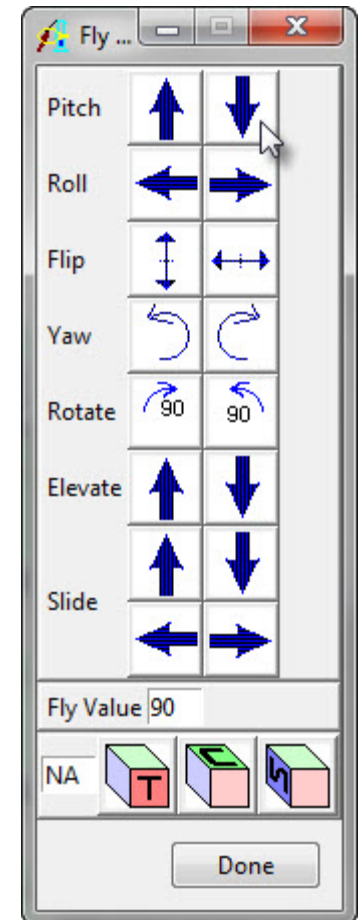 Fly ...
Pitch
Roll
Flip
Yaw
Rotate 90 90
Elevate
Slide
Fly Value 90
NA T U S
Done